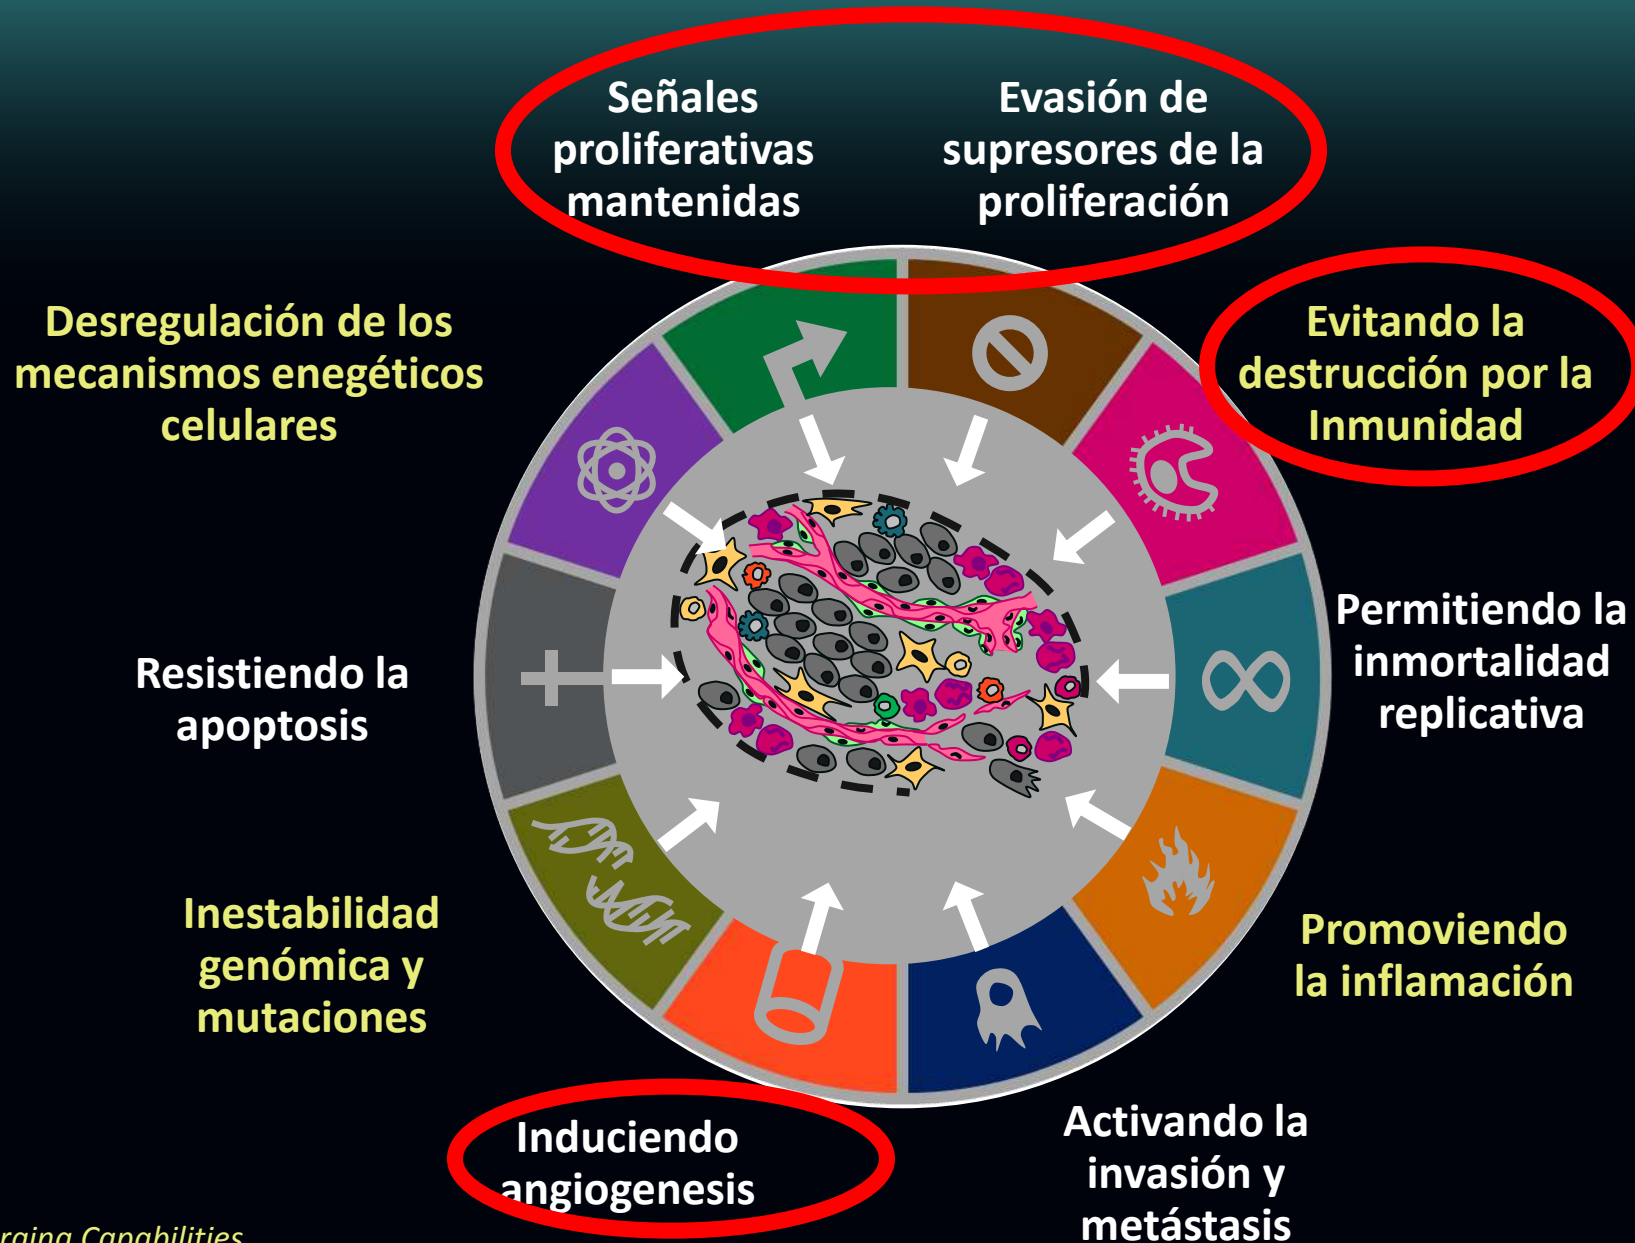 Señales
proliferativas
mantenidas
Evasión de
supresores de la
proliferación
Desregulación de los
mecanismos enegéticos
celulares
Evitando la
destrucción por la
Inmunidad
Resistiendo la
apoptosis
Permitiendo la
inmortalidad
replicativa
Inestabilidad
genómica y
mutaciones
Promoviendo
la inflamación
Induciendo
angiogenesis
Activando la
invasión y
metástasis
Capabilities